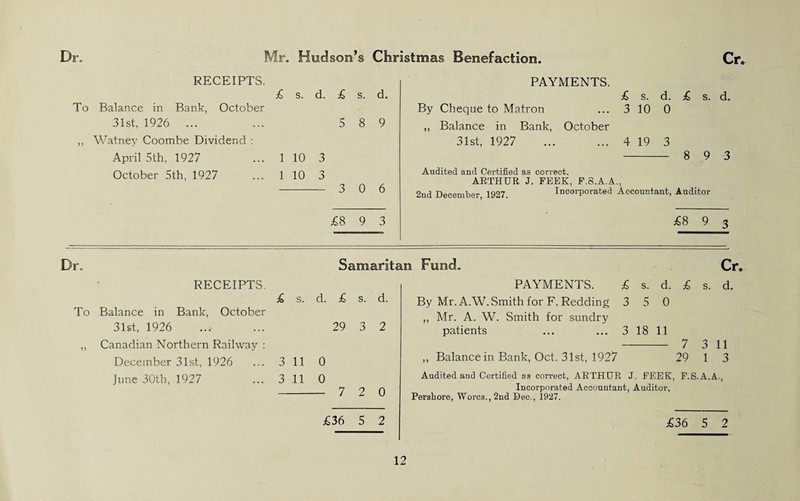 Dr. Mr. Hudson's Christmas Benefaction. Cr.
RECEIPTS.
£ s. d. £ s. d.
To Balance in Bank, October
31st, 1926 ... ... 5 8 9
,, Watney Coombe Dividend :
April 5th, 1927 ... 1 10 3
October 5th, 1927 ... 1 10 3
3 0 6
£8 9 3
PAYMENTS.
£ s. d. £ s. d.
By Cheque to Matron ... 3 10 0
,, Balance in Bank, October
31st, 1927 ... ... 4 19 3
8 9 3
Audited and Certified as correct,
ARTHUR J. FEEK, F.S.A.A.,
2nd December, 1927. Incorporated Accountant, Auditor
£8 9 3
Dr. Samaritan Fund. Cr.
RECEIPTS.
£ s. d. £ s. d.
To Balance in Bank, October
31st, 1926 ... ... 29 3 2
,, Canadian Northern Railway :
December 31st, 1926 ... 3 11 0
June 30th, 1927 ... 3 11 0
7 2 0
£36 5 2
PAYMENTS. £ s. d. £ s. d.
By Mr. A.W. Smith for F. Redding 3 5 0
,, Mr. A. W. Smith for sundry
patients ... ... 3 18 11
7 3 11
,, Balance in Bank, Oct. 31st, 1927 29 1 3
Audited and Certified as correct, ARTHUR J. FEEK, F.S.A.A.,
Incorporated Accountant, Auditor.
Pershore, Worcs., 2nd Dec., 1927.
£36 5 2
12